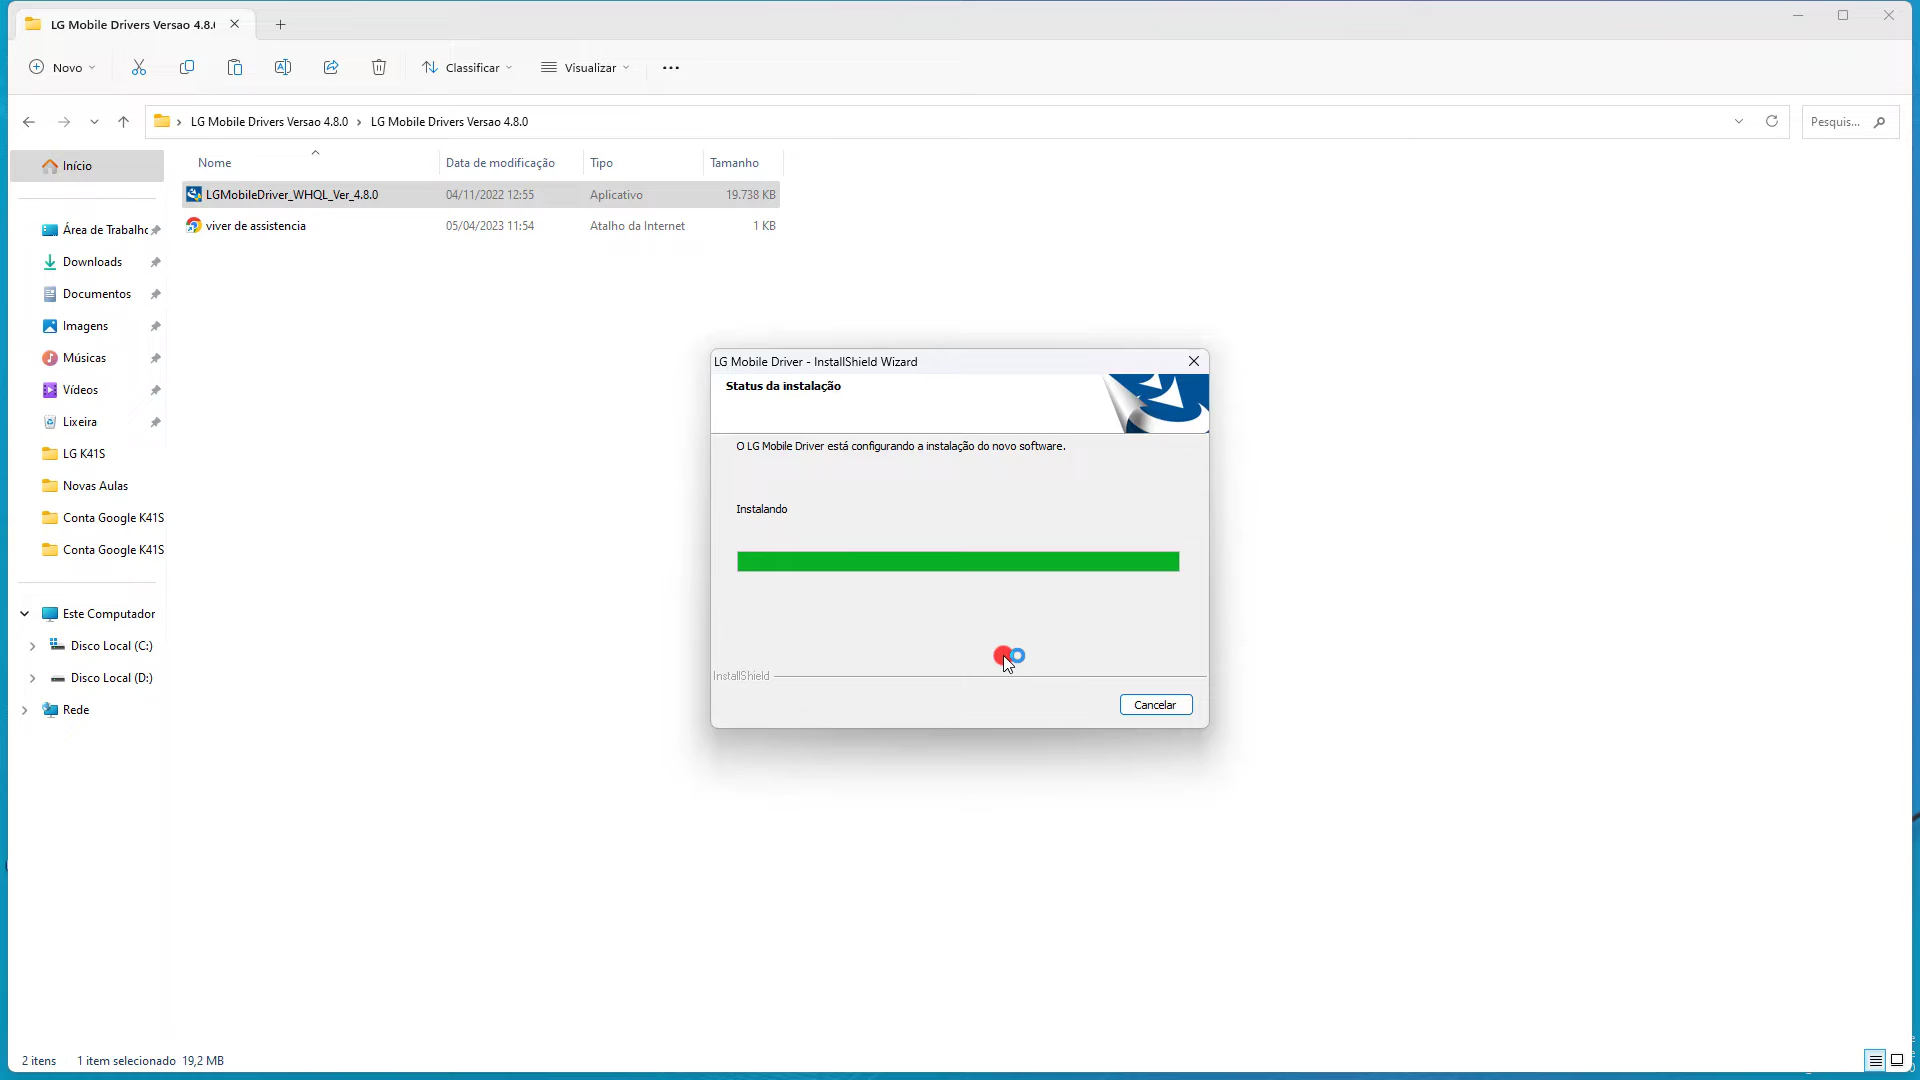 LG Mobile Drivers Versao 4.8.
Novo
Classificar
Visualizar
LG Mobile Drivers Versao 4.8.0
LG Mobile Drivers Versao 4.8.0
Pesquis...
Início
Nome
Data de modificação
Tipo
Tamanho
LGMobileDriver_WHQL_Ver_4.8.0
04/11/2022 12:55
Aplicativo
19.738 KB
viver de assistencia
05/04/2023 11:54
Atalho da Internet
1 KB
Área de Trabalho
Downloads
Documentos
Imagens
Músicas
Vídeos
Lixeira
LG K41S
Novas Aulas
Conta Google K41S
Conta Google K41S
Este Computador
Disco Local (C:)
Disco Local (D:)
Rede
LG Mobile Driver - InstallShield Wizard
Status da instalação
O LG Mobile Driver está configurando a instalação do novo software.
Instalando
InstallShield
Cancelar
2 itens
1 item selecionado 19,2 MB